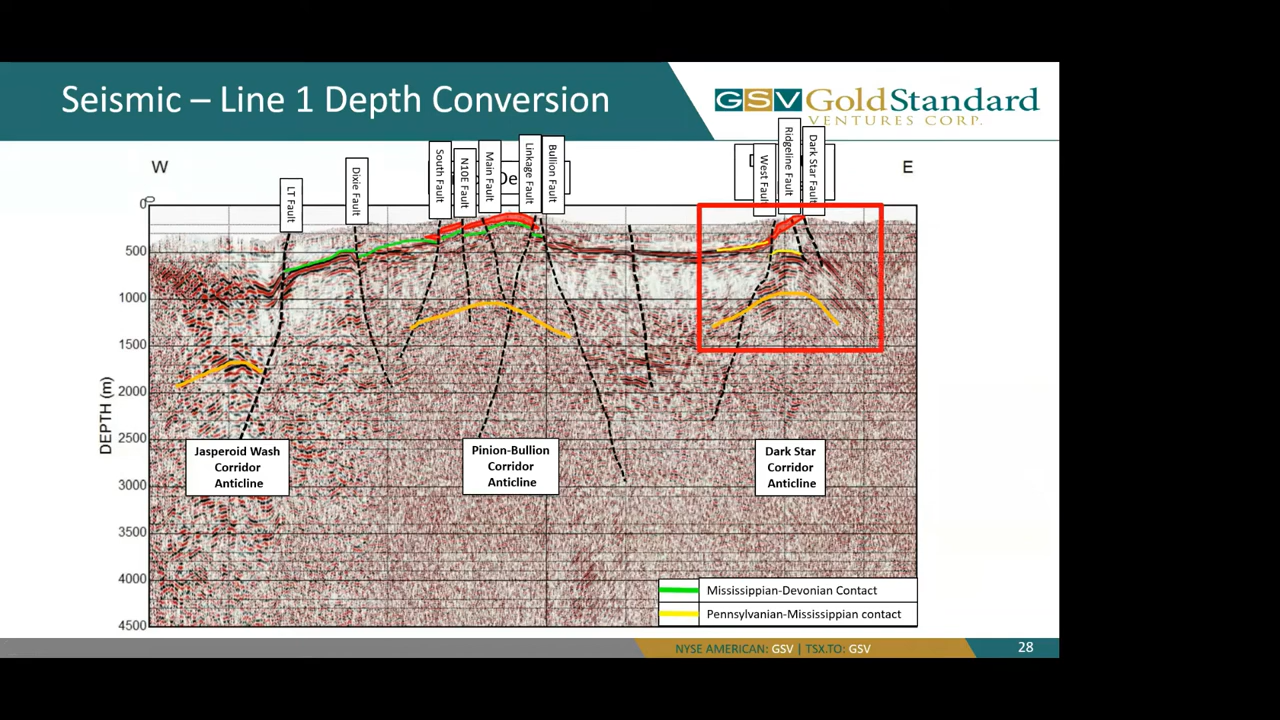 Seismic – Line 1 Depth Conversion
GSV GoldStandard
VENTURES CORP.
W
E
LT Fault
Dixie Fault
South Fault
N10E Fault
Main Fault
De
Linkage Fault
Bullion Fault
West Fault
Ridgeline Fault
Dark Star Fault
0
500
1000
1500
2000
2500
3000
3500
4000
4500
DEPTH (m)
Jasperoid Wash
Corridor
Anticline
Pinion-Bullion
Corridor
Anticline
Dark Star
Corridor
Anticline
Mississippian-Devonian Contact
Pennsylvanian-Mississippian contact
NYSE AMERICAN: GSV | TSX.TO: GSV
28